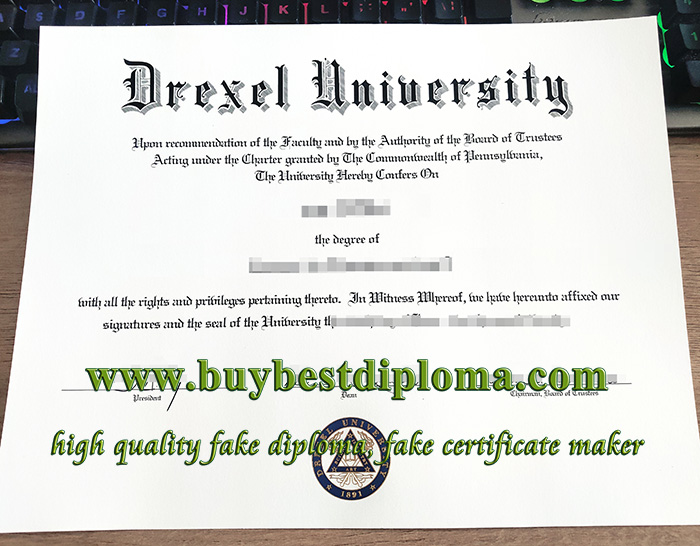 Drexel University
Upon recommendation of the Faculty and by the Authority of the Board of Trustees
Acting under the Charter granted by The Commonwealth of Pennsylvania,
The University Hereby Confers On
the degree of
with all the rights and privileges pertaining thereto. In Witness Whereof, we have hereunto affixed our
signatures and the seal of the University
www.buybestdiploma.com
President Dean Chairman, Board of Trustees
high quality fake diploma, fake certificate maker
DREXEL UNIVERSITY
1891